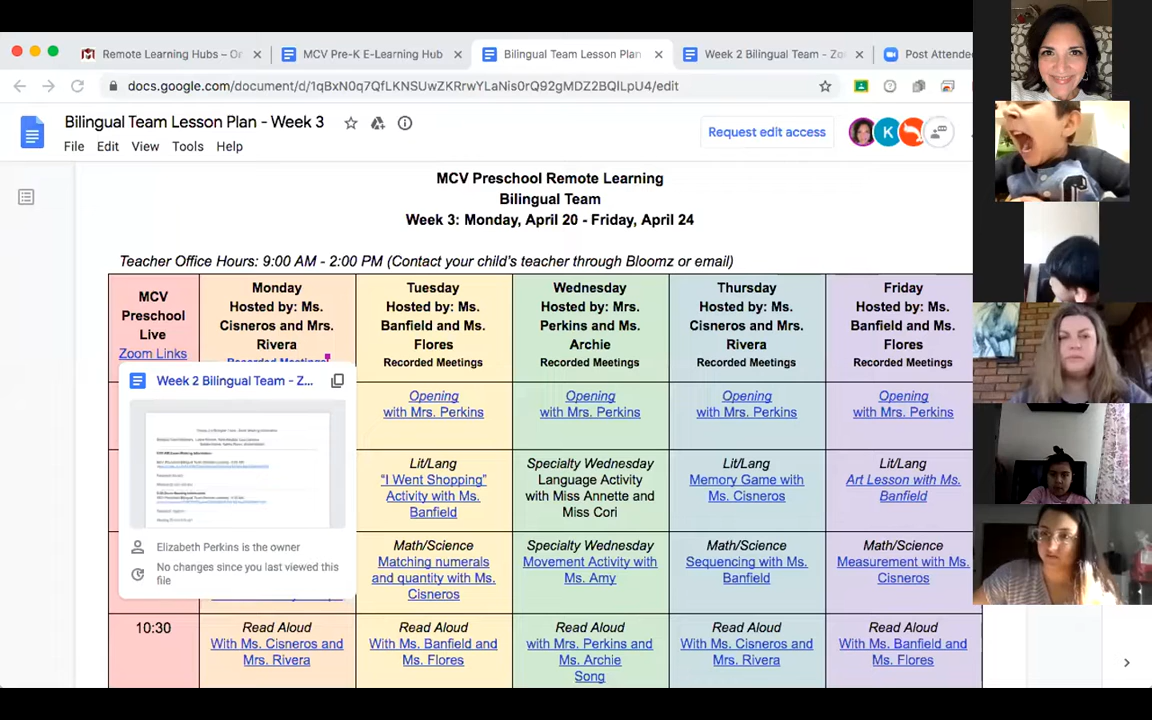 Remote Learning Hubs – Or
MCV Pre-K E-Learning Hub
Bilingual Team Lesson Plan
Week 2 Bilingual Team - Zo
Post Attende
docs.google.com/document/d/1qBxN0q7QfLKNSUwZKRrwYLaNis0rQ92gMDZ2BQILpU4/edit
Bilingual Team Lesson Plan - Week 3
File Edit View Tools Help
Request edit access
K
MCV Preschool Remote Learning
Bilingual Team
Week 3: Monday, April 20 - Friday, April 24
Teacher Office Hours: 9:00 AM - 2:00 PM (Contact your child's teacher through Bloomz or email)
MCV
Preschool
Live
Zoom Links
Monday
Hosted by: Ms.
Cisneros and Mrs.
Rivera
Recorded Meetings
Tuesday
Hosted by: Ms.
Banfield and Ms.
Flores
Recorded Meetings
Wednesday
Hosted by: Mrs.
Perkins and Ms.
Archie
Recorded Meetings
Thursday
Hosted by: Ms.
Cisneros and Mrs.
Rivera
Recorded Meetings
Friday
Hosted by: Ms.
Banfield and Ms.
Flores
Recorded Meetings
Week 2 Bilingual Team - Z...
Elizabeth Perkins is the owner
No changes since you last viewed this
file
Opening
with Mrs. Perkins
Opening
with Mrs. Perkins
Opening
with Mrs. Perkins
Opening
with Mrs. Perkins
Lit/Lang
"I Went Shopping"
Activity with Ms.
Banfield
Specialty Wednesday
Language Activity
with Miss Annette and
Miss Cori
Lit/Lang
Memory Game with
Ms. Cisneros
Lit/Lang
Art Lesson with Ms.
Banfield
Math/Science
Matching numerals
and quantity with Ms.
Cisneros
Specialty Wednesday
Movement Activity with
Ms. Amy
Math/Science
Sequencing with Ms.
Banfield
Math/Science
Measurement with Ms.
Cisneros
10:30
Read Aloud
With Ms. Cisneros and
Mrs. Rivera
Read Aloud
With Ms. Banfield and
Ms. Flores
Read Aloud
with Mrs. Perkins and
Ms. Archie
Song
Read Aloud
With Ms. Cisneros and
Mrs. Rivera
Read Aloud
With Ms. Banfield and
Ms. Flores